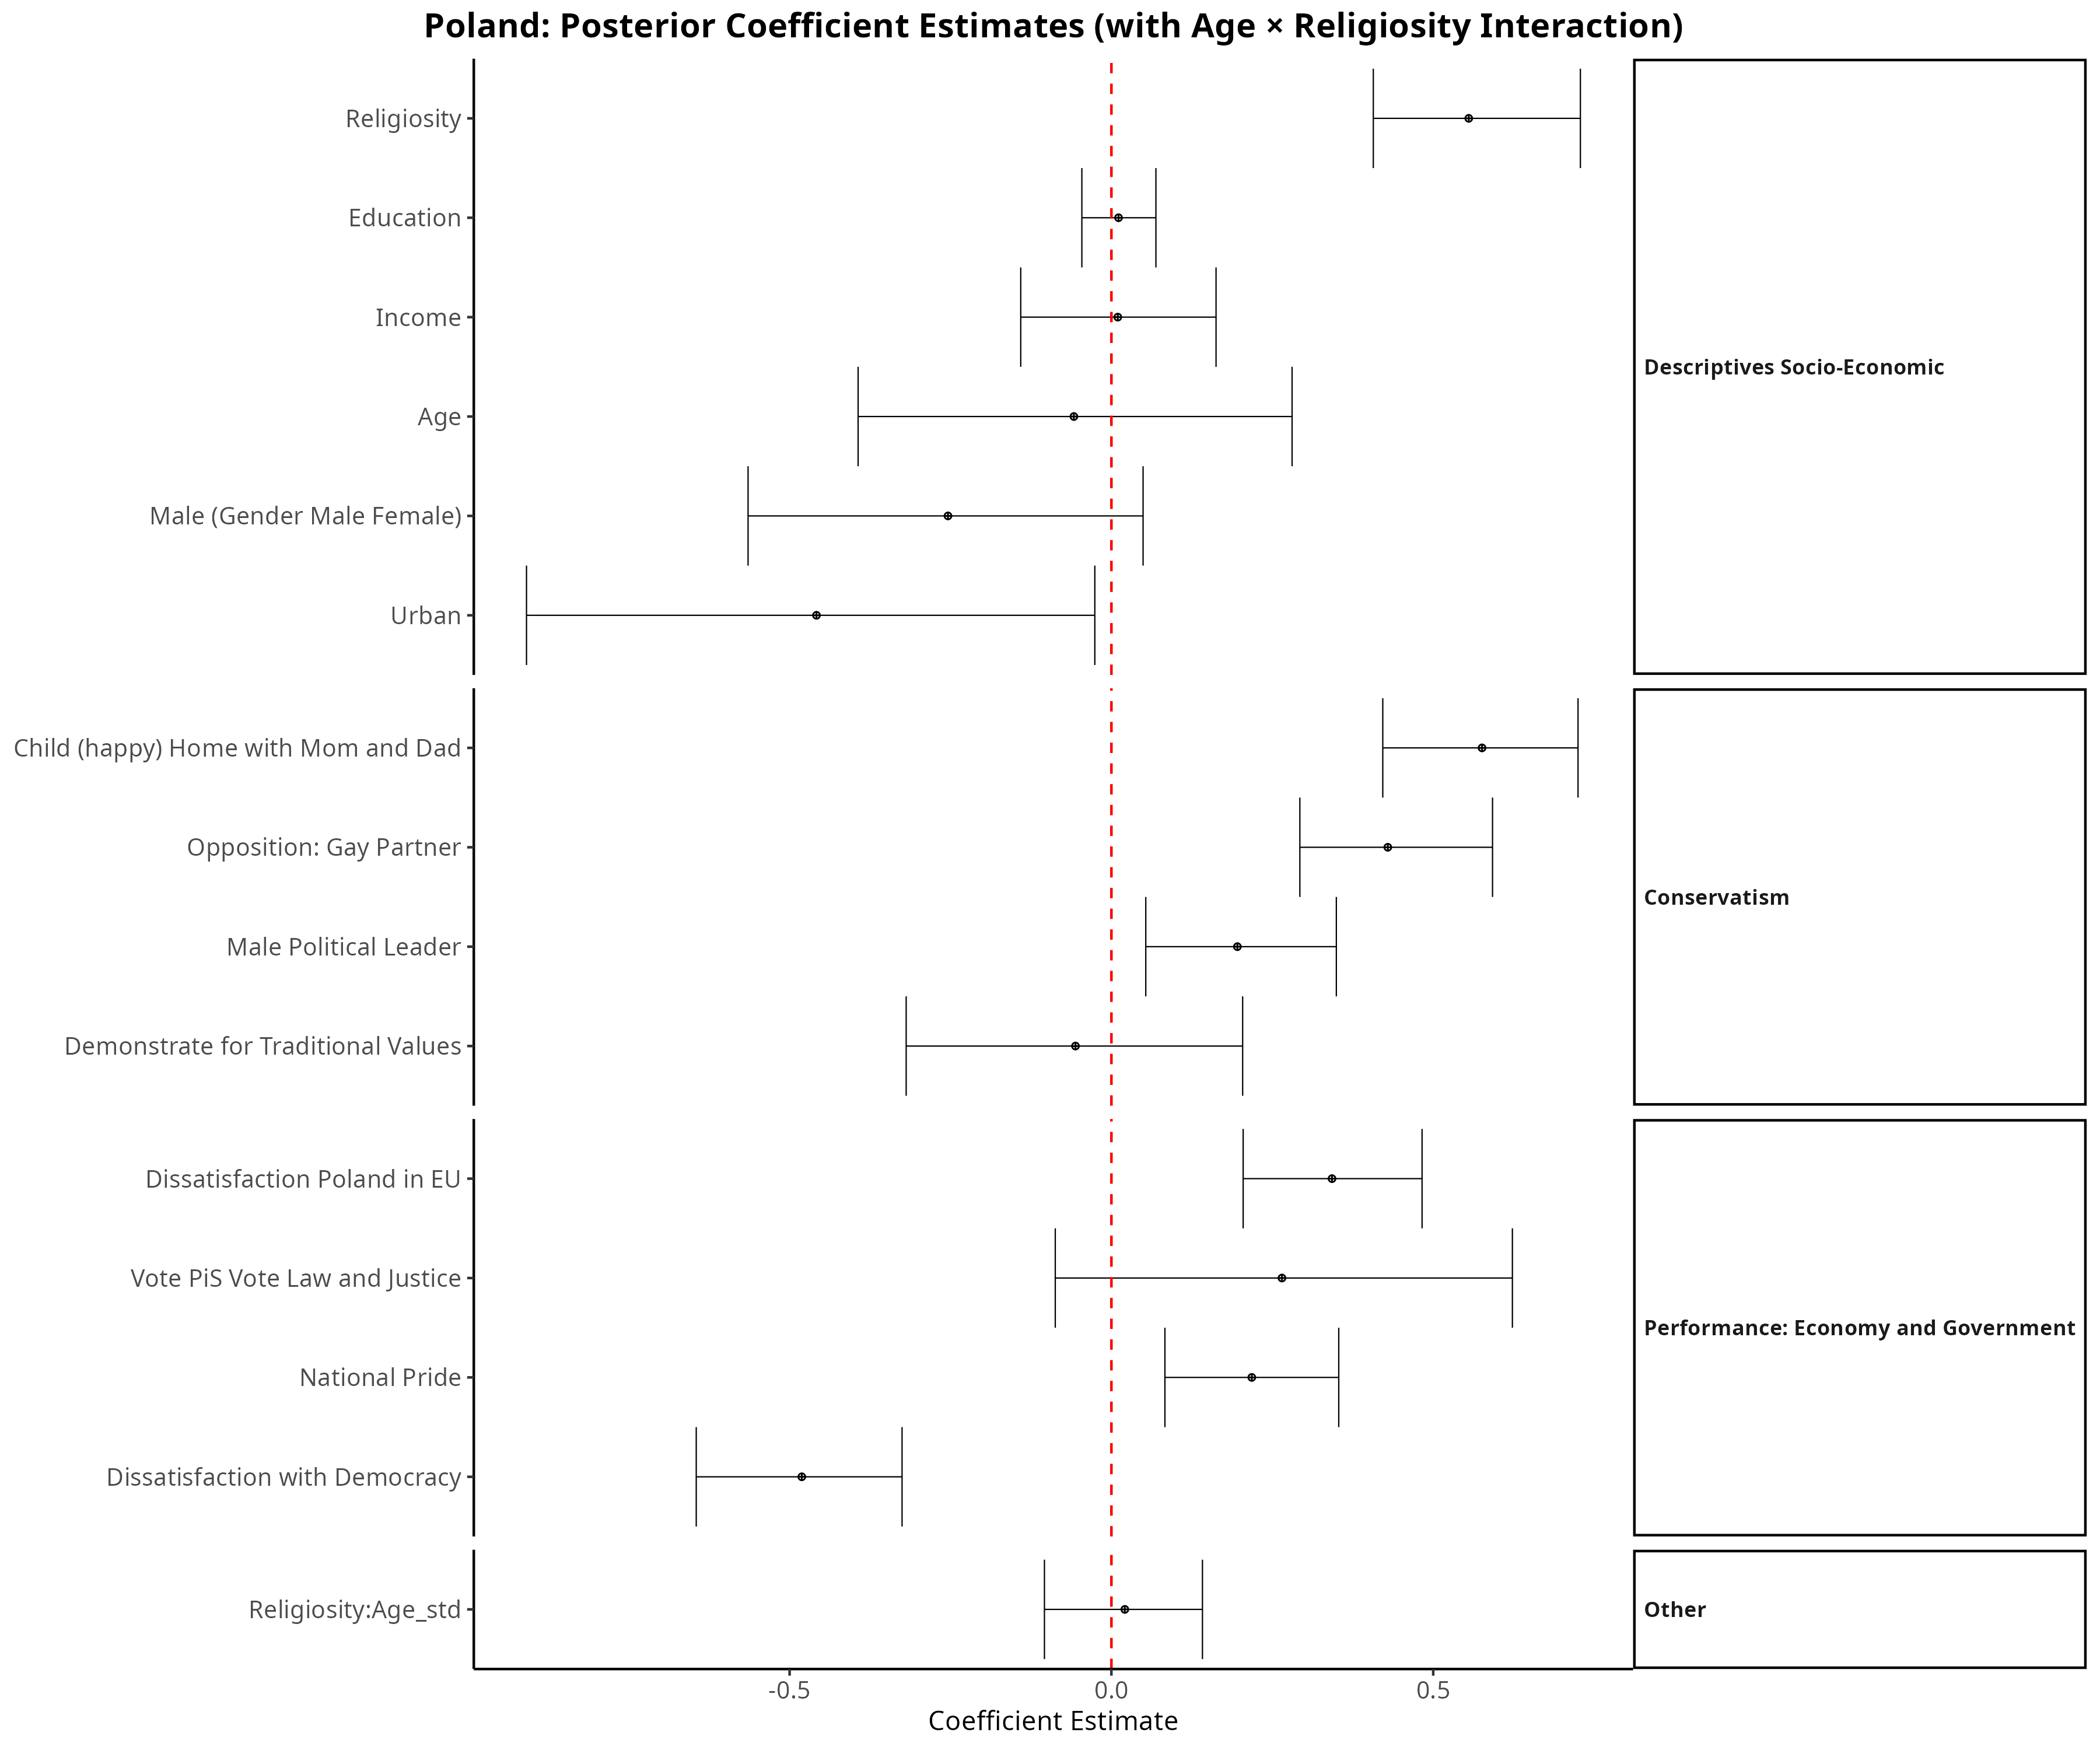 Poland: Posterior Coefficient Estimates (with Age × Religiosity Interaction)
Religiosity
Education
Income
Age
Male (Gender Male Female)
Urban
Descriptives Socio-Economic
Child (happy) Home with Mom and Dad
Opposition: Gay Partner
Male Political Leader
Demonstrate for Traditional Values
Conservatism
Dissatisfaction Poland in EU
Vote PiS Vote Law and Justice
National Pride
Dissatisfaction with Democracy
Performance: Economy and Government
Religiosity:Age_std
Other
-0.5 0.0 0.5
Coefficient Estimate